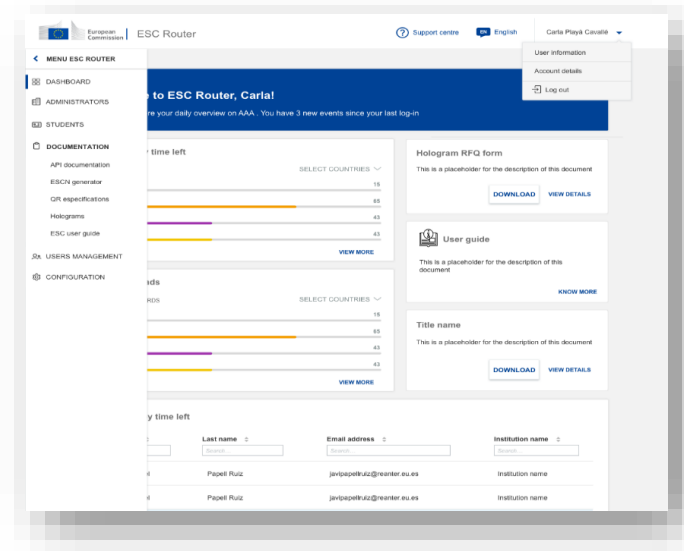 European Commission
ESC Router
Support centre
EN English
Carla Playà Cavallé
User information
Account details
Log out
MENU ESC ROUTER
DASHBOARD
ADMINISTRATORS
STUDENTS
DOCUMENTATION
API documentation
ESCN generator
QR especifications
Holograms
ESC user guide
USERS MANAGEMENT
CONFIGURATION
to ESC Router, Carla!
re your daily overview on AAA . You have 3 new events since your last log-in
time left
SELECT COUNTRIES
15
65
43
43
VIEW MORE
SELECT COUNTRIES
15
65
43
43
VIEW MORE
Hologram RFQ form
This is a placeholder for the description of this document
DOWNLOAD VIEW DETAILS
User guide
This is a placeholder for the description of this
document
KNOW MORE
Title name
This is a placeholder for the description of this document
DOWNLOAD VIEW DETAILS
y time left
Last name Email address Institution name
Search... Search... Search...
Papell Ruiz javipapellruiz@reanter.eu.es Institution name
Papell Ruiz javipapellruiz@reanter.eu.es Institution name